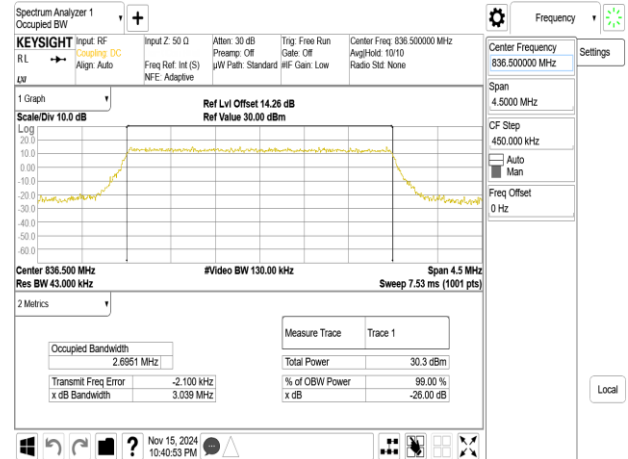 Spectrum Analyzer 1
Occupied BW
Frequency
KEYSIGHT
RL
LXI
Input: RF
Coupling: DC
Align: Auto
Input Z: 50 Ω
Freq Ref: Int (S)
NFE: Adaptive
Atten: 30 dB
Preamp: Off
µW Path: Standard
Trig: Free Run
Gate: Off
#IF Gain: Low
Center Freq: 836.500000 MHz
Avg|Hold: 10/10
Radio Std: None
Center Frequency
836.500000 MHz
Settings
Span
4.5000 MHz
CF Step
450.000 kHz
Auto
Man
Freq Offset
0 Hz
Local
1 Graph
Ref Lvl Offset 14.26 dB
Scale/Div 10.0 dB
Ref Value 30.00 dBm
Log
20.0
10.0
0.00
-10.0
-20.0
-30.0
-40.0
-50.0
-60.0
Center 836.500 MHz
#Video BW 130.00 kHz
Span 4.5 MHz
Res BW 43.000 kHz
Sweep 7.53 ms (1001 pts)
2 Metrics
Measure Trace
Trace 1
Occupied Bandwidth
2.6951 MHz
Total Power
30.3 dBm
Transmit Freq Error
-2.100 kHz
% of OBW Power
99.00 %
x dB Bandwidth
3.039 MHz
x dB
-26.00 dB
?
Nov 15, 2024
10:40:53 PM